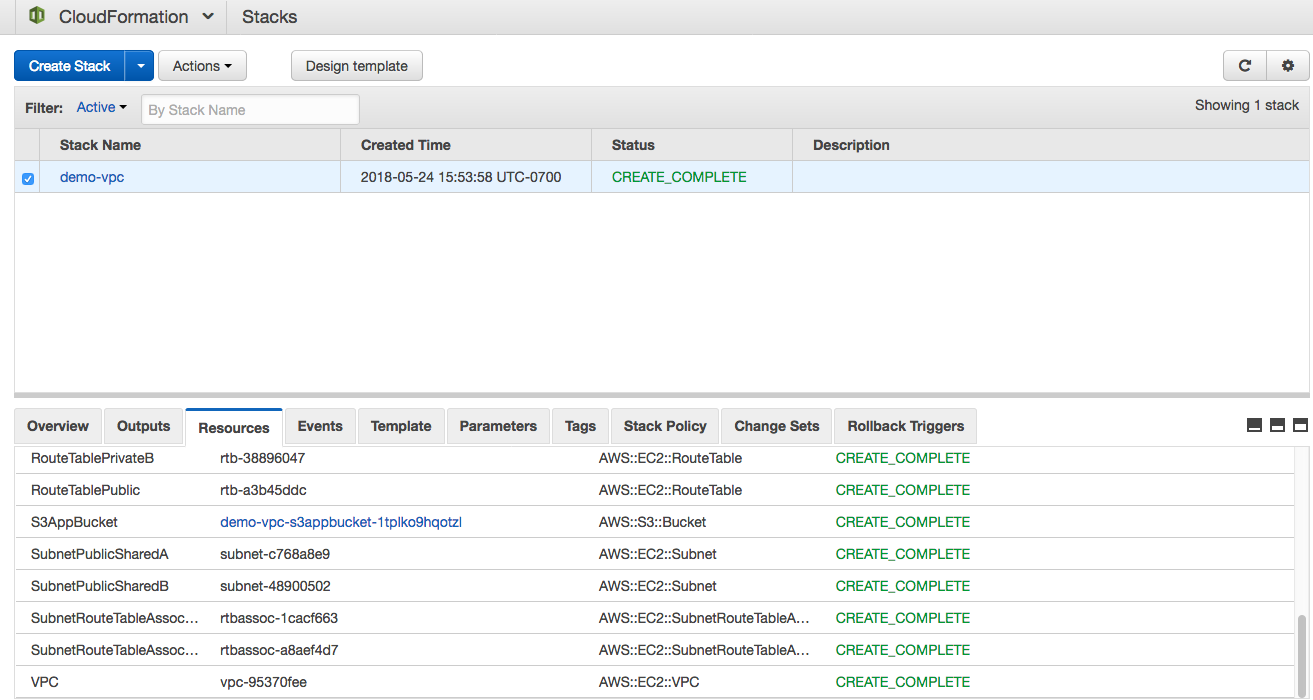 CloudFormation Stacks
Create Stack Actions Design template
Filter: Active By Stack Name Showing 1 stack
Stack Name Created Time Status Description
demo-vpc 2018-05-24 15:53:58 UTC-0700 CREATE_COMPLETE
Overview Outputs Resources Events Template Parameters Tags Stack Policy Change Sets Rollback Triggers
RouteTablePrivateB rtb-38896047 AWS::EC2::RouteTable CREATE_COMPLETE
RouteTablePublic rtb-a3b45ddc AWS::EC2::RouteTable CREATE_COMPLETE
S3AppBucket demo-vpc-s3appbucket-1tplko9hqotzl AWS::S3::Bucket CREATE_COMPLETE
SubnetPublicSharedA subnet-c768a8e9 AWS::EC2::Subnet CREATE_COMPLETE
SubnetPublicSharedB subnet-48900502 AWS::EC2::Subnet CREATE_COMPLETE
SubnetRouteTableAssoc... rtbassoc-1cacf663 AWS::EC2::SubnetRouteTableA... CREATE_COMPLETE
SubnetRouteTableAssoc... rtbassoc-a8aef4d7 AWS::EC2::SubnetRouteTableA... CREATE_COMPLETE
VPC vpc-95370fee AWS::EC2::VPC CREATE_COMPLETE